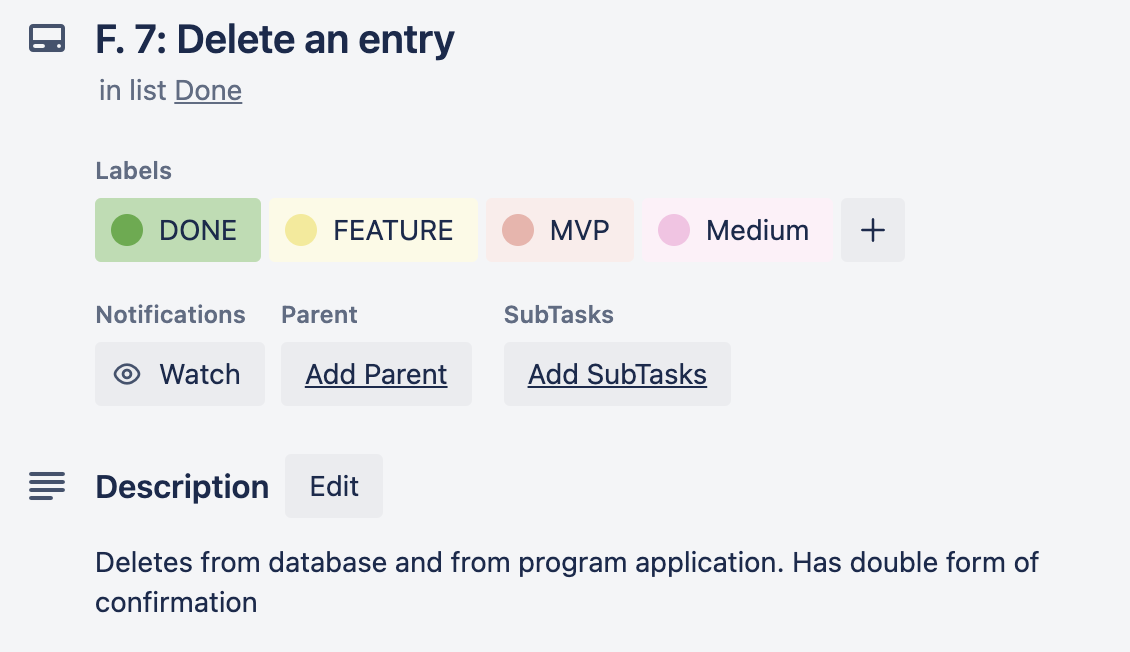 F. 7: Delete an entry
in list Done
Labels
DONE FEATURE MVP Medium +
Notifications Parent SubTasks
Watch Add Parent Add SubTasks
Description Edit
Deletes from database and from program application. Has double form of
confirmation